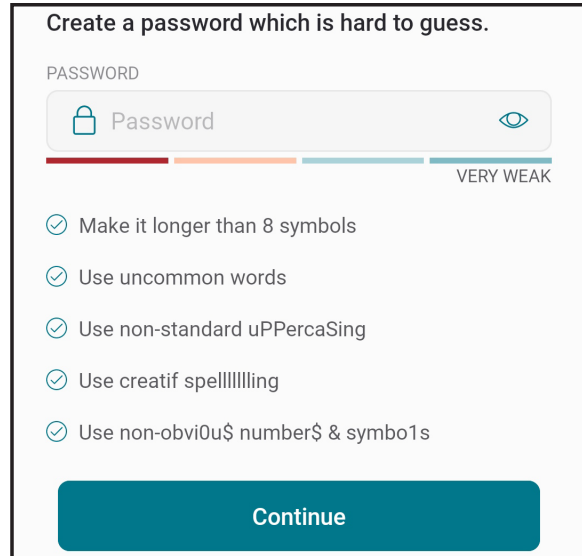 Create a password which is hard to guess.
PASSWORD
Password
VERY WEAK
Make it longer than 8 symbols
Use uncommon words
Use non-standard uPPercaSing
Use creatif spellllllling
Use non-obvi0u$ number$ & symbo1s
Continue